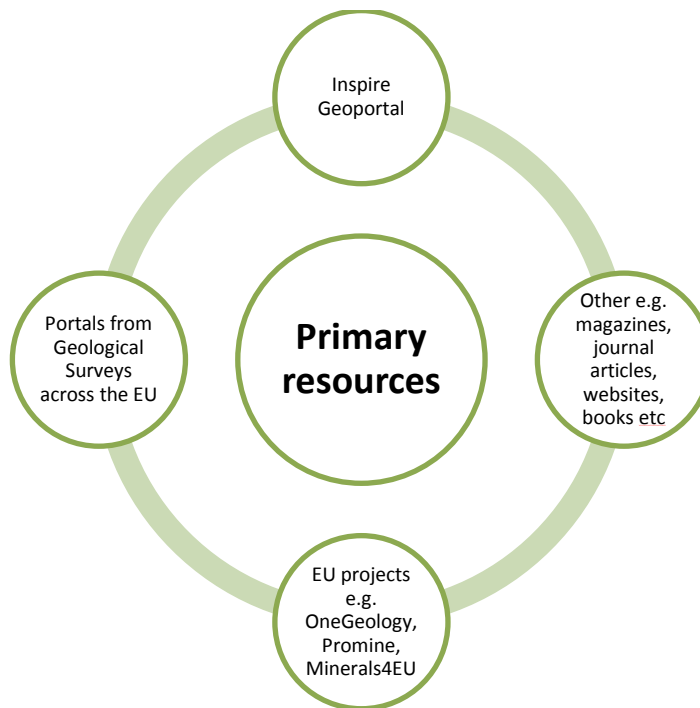 Inspire
Geoportal
Portals from
Geological
Surveys
across the EU
Primary
resources
Other e.g.
magazines,
journal
articles,
websites,
books etc
EU projects
e.g.
OneGeology,
Promine,
Minerals4EU